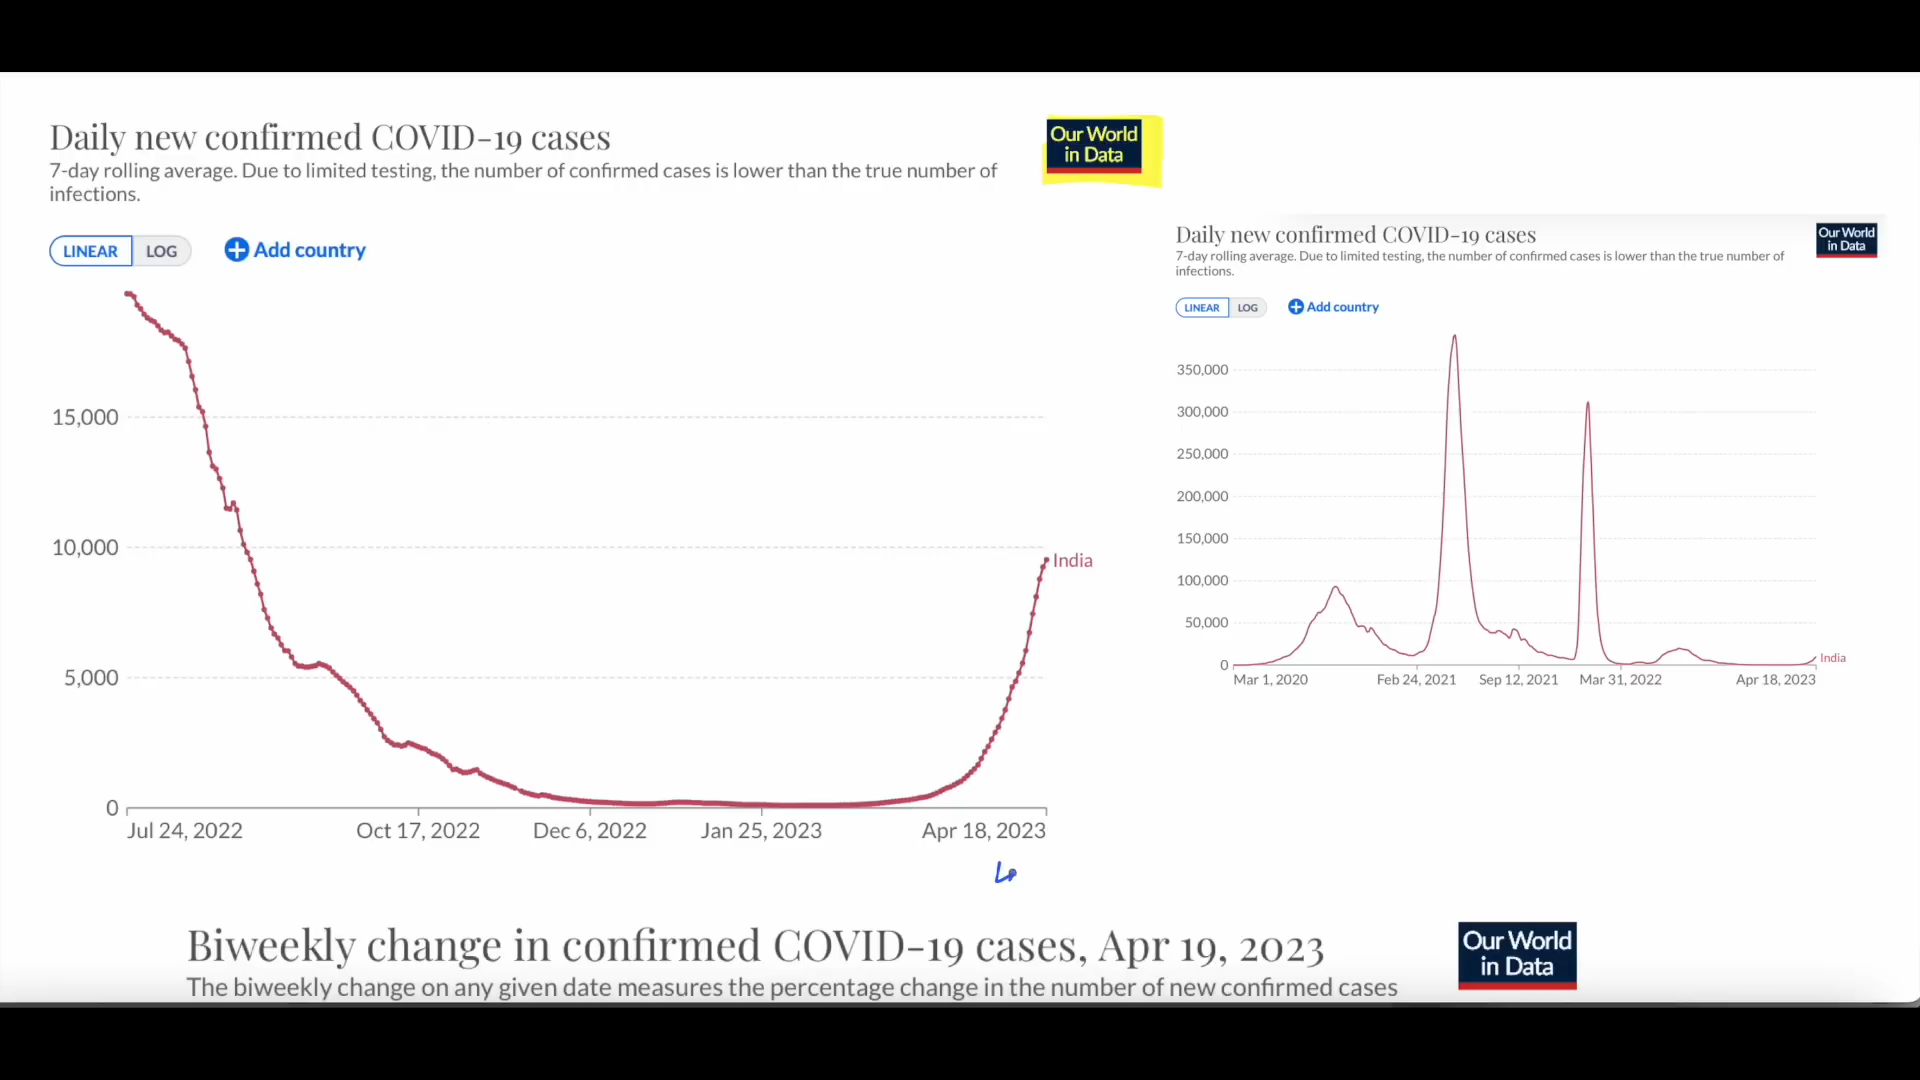 Daily new confirmed COVID-19 cases
7-day rolling average. Due to limited testing, the number of confirmed cases is lower than the true number of
infections.
Our World
in Data
LINEAR LOG
Add country
15,000
10,000
5,000
0
India
Jul 24, 2022 Oct 17, 2022 Dec 6, 2022 Jan 25, 2023 Apr 18, 2023
Daily new confirmed COVID-19 cases
7-day rolling average. Due to limited testing, the number of confirmed cases is lower than the true number of
infections.
Our World
in Data
LINEAR LOG
Add country
350,000
300,000
250,000
200,000
150,000
100,000
50,000
0
India
Mar 1, 2020 Feb 24, 2021 Sep 12, 2021 Mar 31, 2022 Apr 18, 2023
Biweekly change in confirmed COVID-19 cases, Apr 19, 2023
The biweekly change on any given date measures the percentage change in the number of new confirmed cases
Our World
in Data